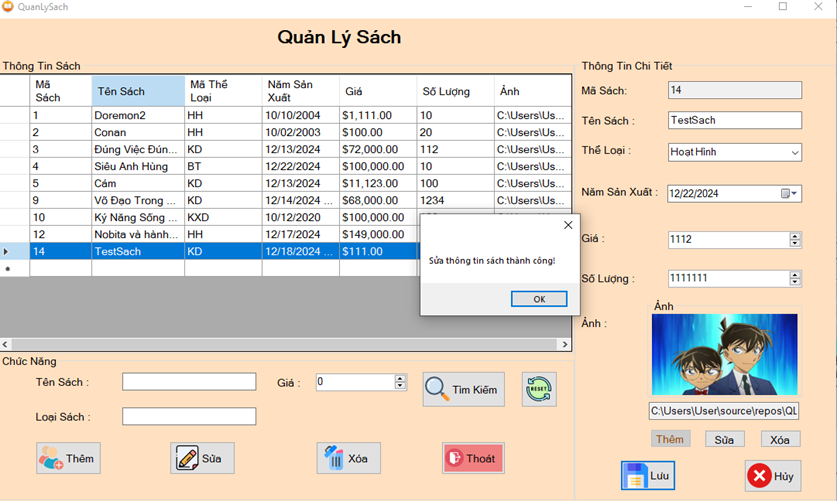 QuanLySach
Quản Lý Sách
Thông Tin Sách
Mã Sách Tên Sách Mã Thể Loại Năm Sản Xuất Giá Số Lượng Ảnh
1 Doremon2 HH 10/10/2004 $1,111.00 10 C:\Users\Us...
2 Conan HH 10/02/2003 $100.00 20 C:\Users\Us...
3 Đúng Việc Đún... KD 12/13/2024 $72,000.00 112 C:\Users\Us...
4 Siêu Anh Hùng BT 12/22/2024 $100,000.00 10 C:\Users\Us...
5 Cám KD 12/13/2024 $11,123.00 100 C:\Users\Us...
9 Võ Đạo Trong ... KD 12/14/2024 ... $68,000.00 1234 C:\Users\Us...
10 Kỹ Năng Sống ... KXD 10/12/2020 $100,000.00 C:\Users\Us...
12 Nobita và hành... HH 12/17/2024 $149,000.00
14 TestSach KD 12/18/2024 ... $111.00
Sửa thông tin sách thành công!
OK
Thông Tin Chi Tiết
Mã Sách: 14
Tên Sách : TestSach
Thể Loại : Hoạt Hình
Năm Sản Xuất : 12/22/2024
Giá : 1112
Số Lượng : 1111111
Ảnh
Ảnh :
C:\Users\User\source\repos\QL
Thêm Sửa Xóa
Lưu Hủy
Chức Năng
Tên Sách : Giá : 0 Tìm Kiếm RESET
Loại Sách :
Thêm Sửa Xóa Thoát